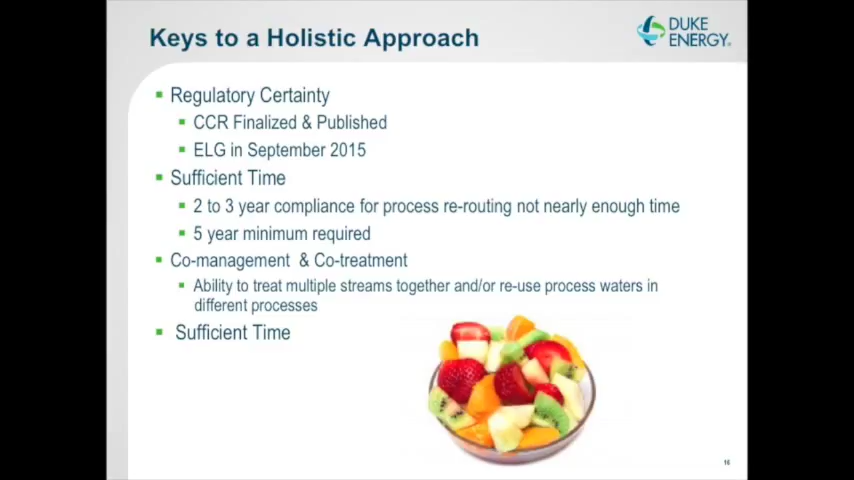 Keys to a Holistic Approach
DUKE
ENERGY®
Regulatory Certainty
CCR Finalized & Published
ELG in September 2015
Sufficient Time
2 to 3 year compliance for process re-routing not nearly enough time
5 year minimum required
Co-management & Co-treatment
Ability to treat multiple streams together and/or re-use process waters in
different processes
Sufficient Time
16